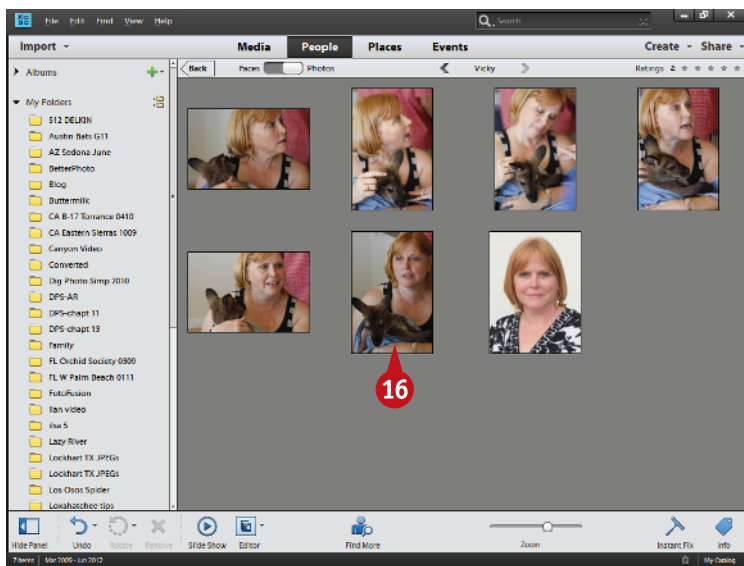 File Edit Find View Help
Search
Import
Media People Places Events
Create Share
Albums
Back Faces Photos
Vicky
Ratings ≥
My Folders
512 DELKIN
Austin Bats G11
AZ Sedona June
BetterPhoto
Blog
Buttermilk
CA B-17 Torrance 0410
CA Eastern Sierras 1009
Canyon Video
Converted
Dig Photo Simp 2010
DPS-AR
DPS-chapt 11
DPS-chapt 13
Family
FL Orchid Society 0309
FL W Palm Beach 0111
FotoFusion
Ilan video
Lazy River
Lockhart TX JPEGs
Lockhart TX JPEGs
Los Osos Spider
Loxahatchee tips
16
Hide Panel Undo Rotate Remove Slide Show Editor Find More Zoom Instant Fix Info
7 Items Mar 2009 - Jun 2012 My Catalog